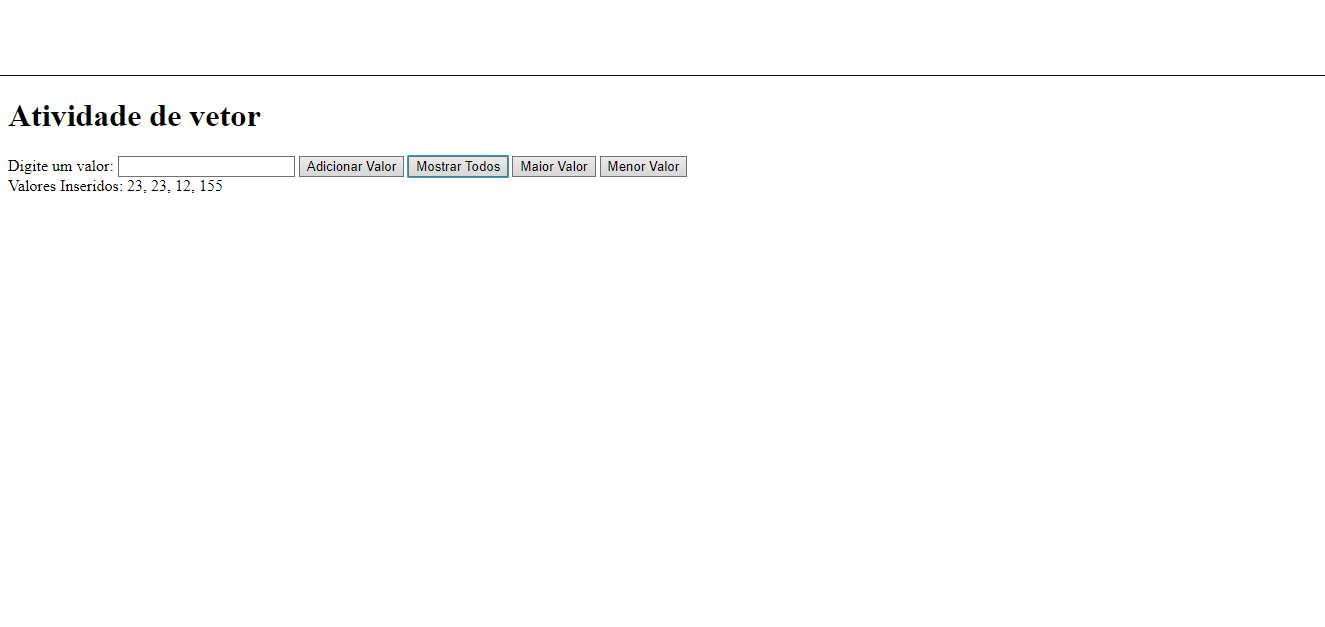 Atividade de vetor
Digite um valor: Adicionar Valor Mostrar Todos Maior Valor Menor Valor
Valores Inseridos: 23, 23, 12, 155